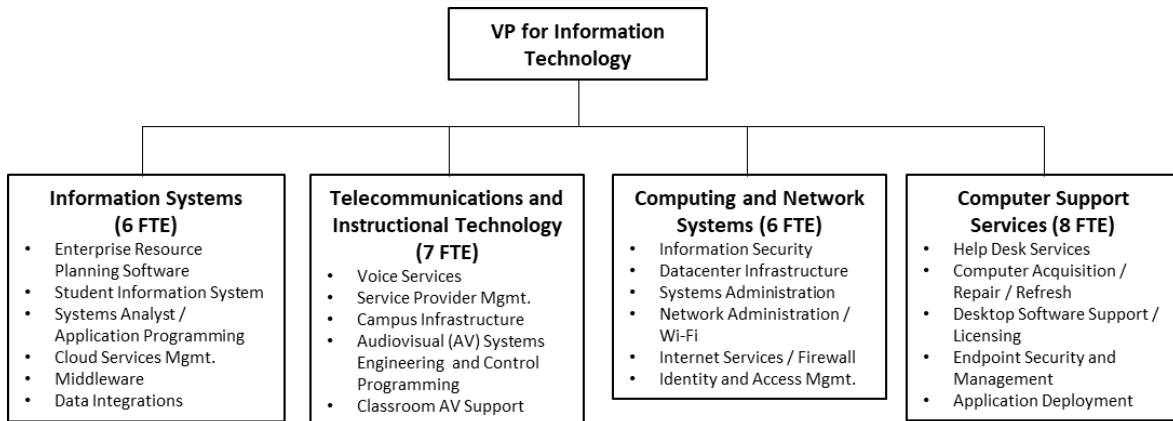 VP for Information
Technology
Information Systems
(6 FTE)
• Enterprise Resource
Planning Software
• Student Information System
• Systems Analyst /
Application Programming
• Cloud Services Mgmt.
• Middleware
• Data Integrations
Telecommunications and
Instructional Technology
(7 FTE)
• Voice Services
• Service Provider Mgmt.
• Campus Infrastructure
• Audiovisual (AV) Systems
Engineering and Control
Programming
• Classroom AV Support
Computing and Network
Systems (6 FTE)
• Information Security
• Datacenter Infrastructure
• Systems Administration
• Network Administration /
Wi-Fi
• Internet Services / Firewall
• Identity and Access Mgmt.
Computer Support
Services (8 FTE)
• Help Desk Services
• Computer Acquisition /
Repair / Refresh
• Desktop Software Support /
Licensing
• Endpoint Security and
Management
• Application Deployment